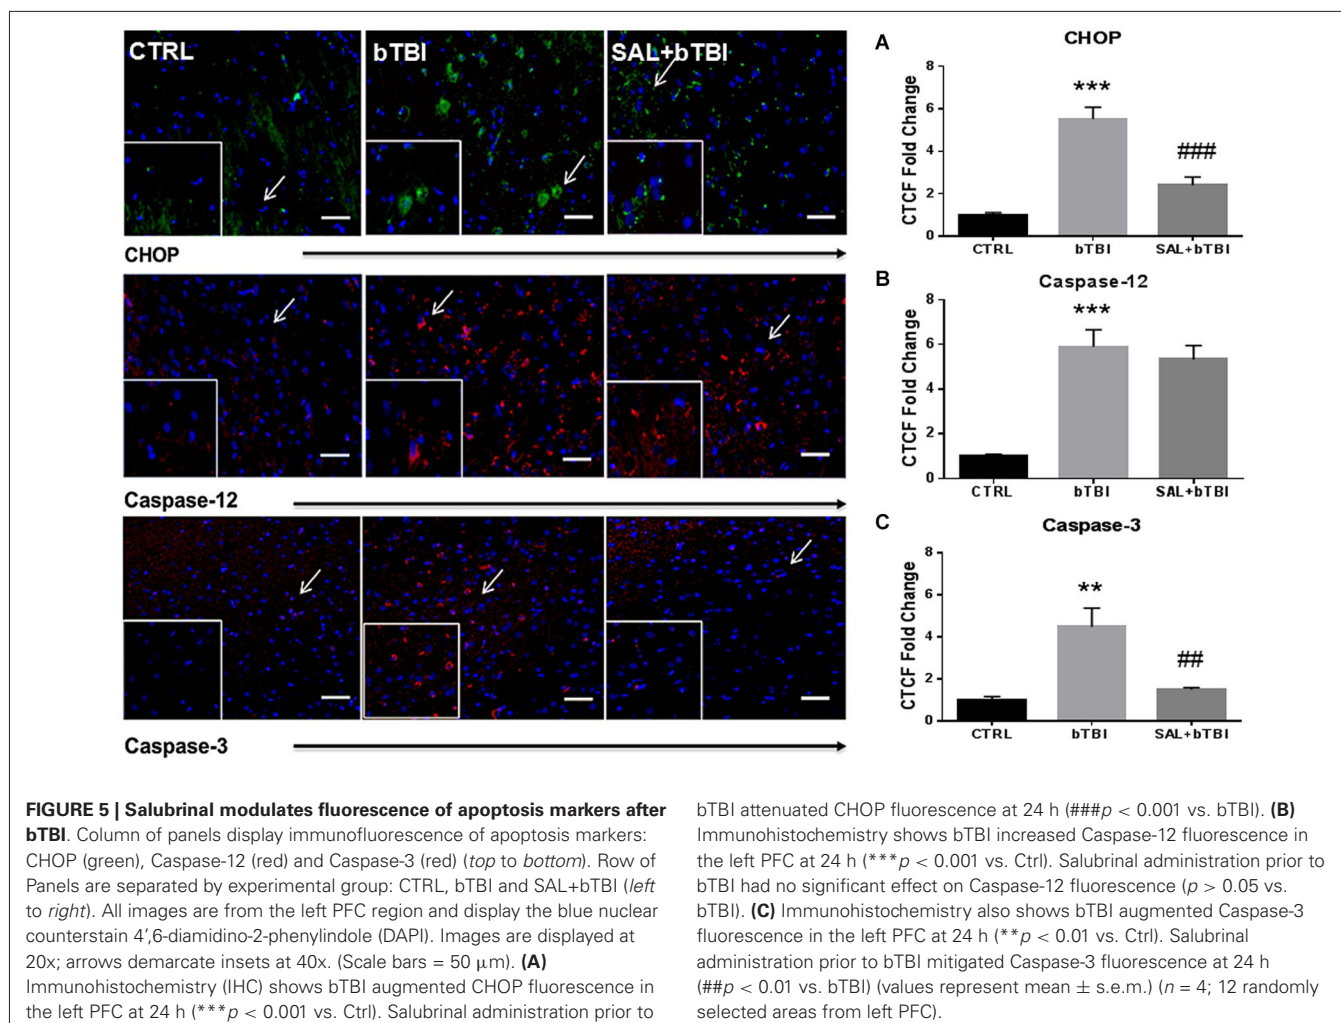 CTRL
bTBI
SAL+bTBI
CHOP
Caspase-12
Caspase-3
A
CHOP
CTCF Fold Change
8
6
4
2
0
***
###
CTRL
bTBI
SAL+bTBI
B
Caspase-12
CTCF Fold Change
8
6
4
2
0
***
CTRL
bTBI
SAL+bTBI
C
Caspase-3
CTCF Fold Change
8
6
4
2
0
**
##
CTRL
bTBI
SAL+bTBI
FIGURE 5 | Salubrinal modulates fluorescence of apoptosis markers after
bTBI. Column of panels display immunofluorescence of apoptosis markers:
CHOP (green), Caspase-12 (red) and Caspase-3 (red) (top to bottom). Row of
Panels are separated by experimental group: CTRL, bTBI and SAL+bTBI (left
to right). All images are from the left PFC region and display the blue nuclear
counterstain 4′,6-diamidino-2-phenylindole (DAPI). Images are displayed at
20x; arrows demarcate insets at 40x. (Scale bars = 50 μm). (A)
Immunohistochemistry (IHC) shows bTBI augmented CHOP fluorescence in
the left PFC at 24 h (***p < 0.001 vs. Ctrl). Salubrinal administration prior to
bTBI attenuated CHOP fluorescence at 24 h (###p < 0.001 vs. bTBI). (B)
Immunohistochemistry shows bTBI increased Caspase-12 fluorescence in
the left PFC at 24 h (***p < 0.001 vs. Ctrl). Salubrinal administration prior to
bTBI had no significant effect on Caspase-12 fluorescence (p > 0.05 vs.
bTBI). (C) Immunohistochemistry also shows bTBI augmented Caspase-3
fluorescence in the left PFC at 24 h (**p < 0.01 vs. Ctrl). Salubrinal
administration prior to bTBI mitigated Caspase-3 fluorescence at 24 h
(##p < 0.01 vs. bTBI) (values represent mean ± s.e.m.) (n = 4; 12 randomly
selected areas from left PFC).